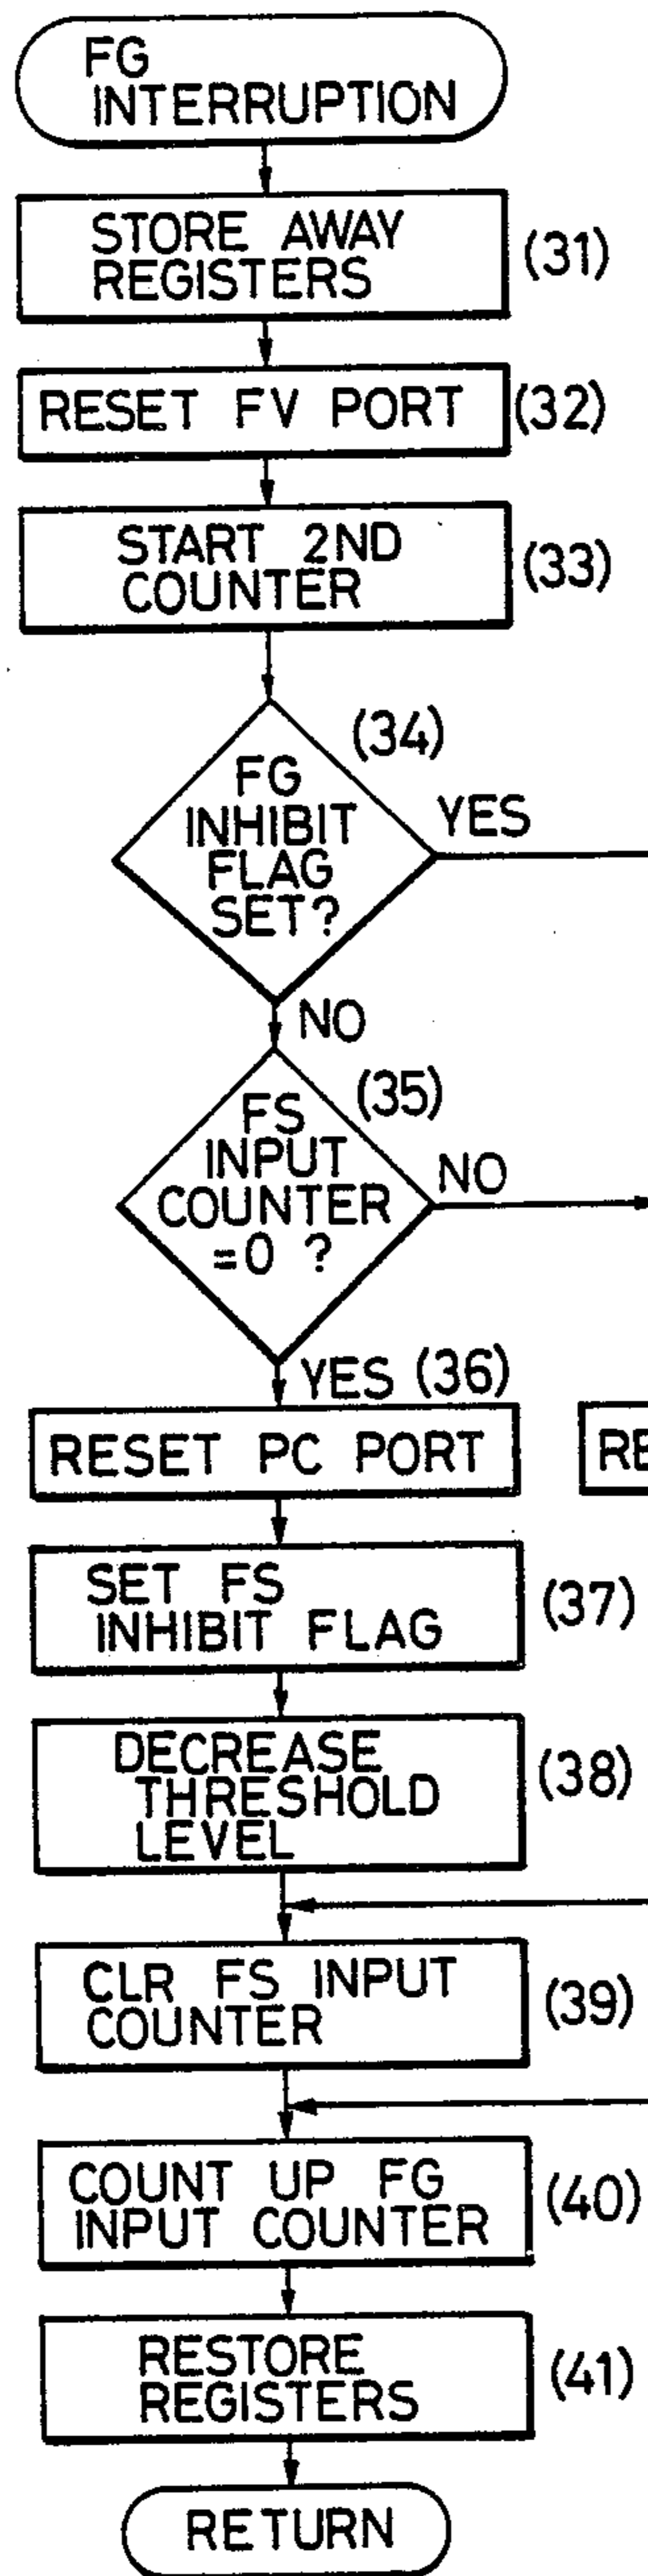 FG
INTERRUPTION
STORE AWAY
REGISTERS
(31)
RESET FV PORT
(32)
START 2ND
COUNTER
(33)
(34)
FG
INHIBIT
FLAG
SET?
YES
NO
(35)
FS
INPUT
COUNTER
=0 ?
NO
YES (36)
RESET PC PORT
SET FS
INHIBIT FLAG
(37)
DECREASE
THRESHOLD
LEVEL
(38)
CLR FS INPUT
COUNTER
(39)
COUNT UP FG
INPUT COUNTER
(40)
RESTORE
REGISTERS
(41)
RETURN